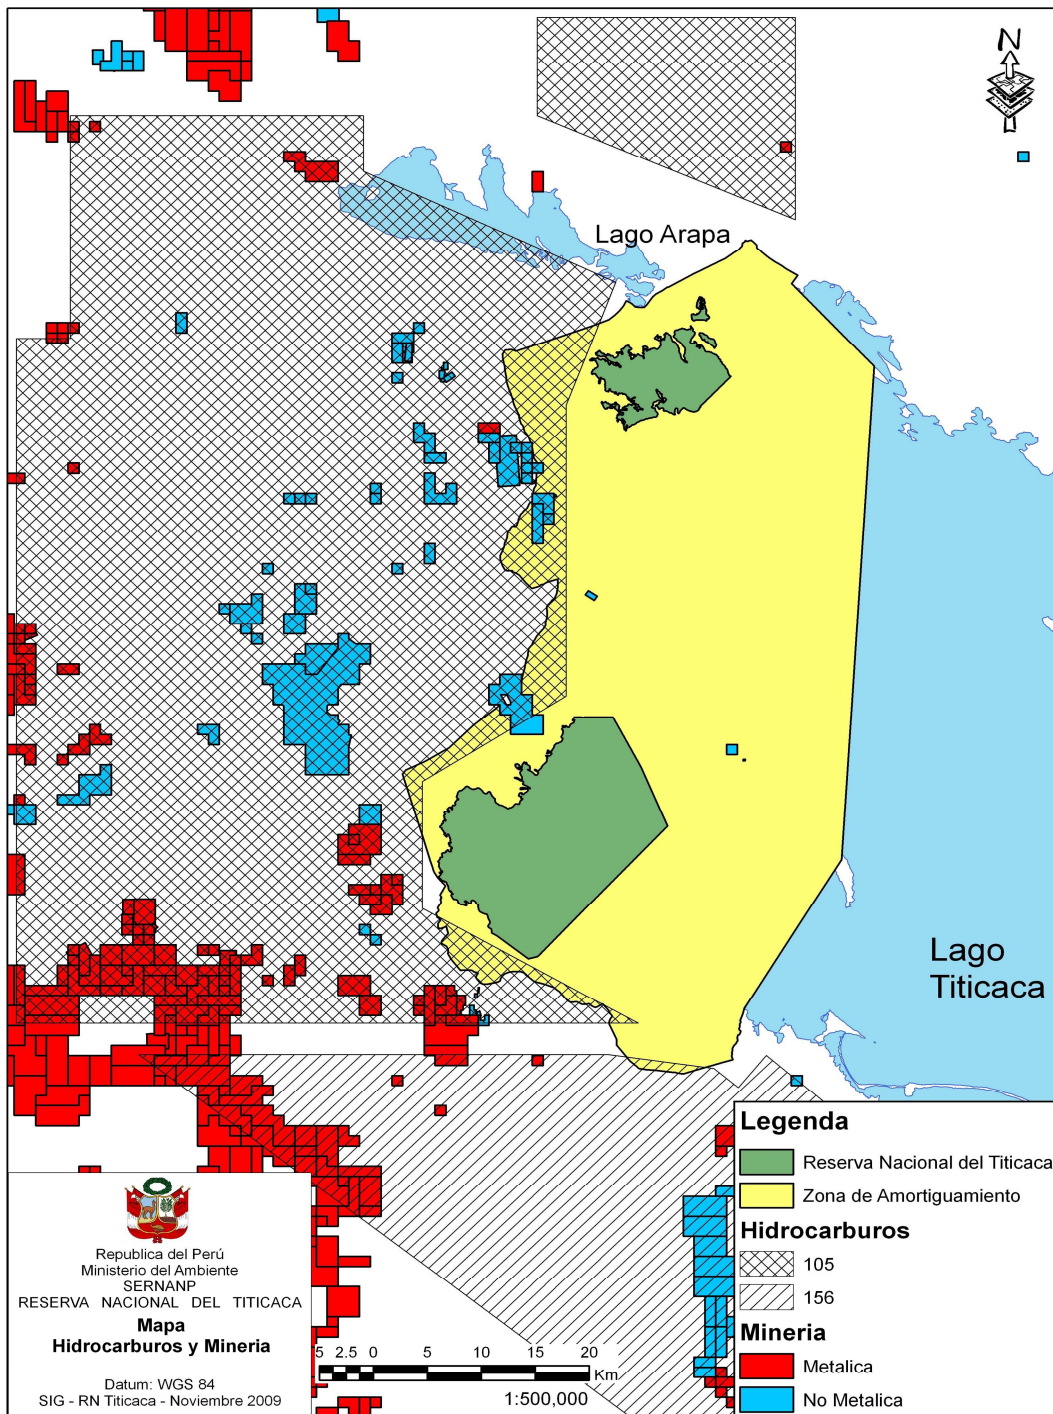 N
Lago Arapa
Lago
Titicaca
Legenda
Reserva Nacional del Titicaca
Zona de Amortiguamiento
Hidrocarburos
105
156
Mineria
Metalica
No Metalica
Republica del Perú
Ministerio del Ambiente
SERNANP
RESERVA NACIONAL DEL TITICACA
Mapa
Hidrocarburos y Mineria
Datum: WGS 84
SIG - RN Titicaca - Noviembre 2009
5 2.5 0 5 10 15 20
Km
1:500,000